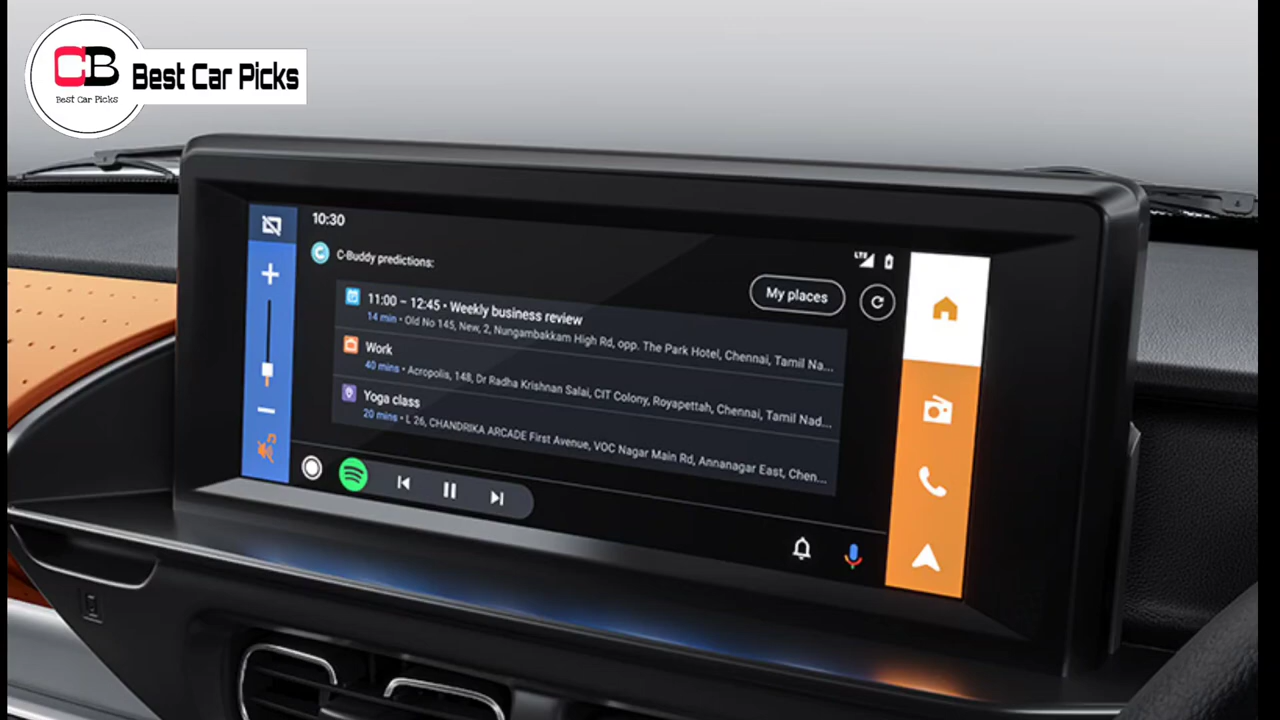 CB
Best Car Picks
Best Car Picks
10:30
LTE
C-Buddy predictions:
My places
11:00 – 12:45 • Weekly business review
14 min • Old No 145, New, 2, Nungambakkam High Rd, opp. The Park Hotel, Chennai, Tamil Na...
Work
40 mins • Acropolis, 148, Dr Radha Krishnan Salai, CIT Colony, Royapettah, Chennai, Tamil Nad...
Yoga class
20 mins • L 26, CHANDRIKA ARCADE First Avenue, VOC Nagar Main Rd, Annanagar East, Chen...